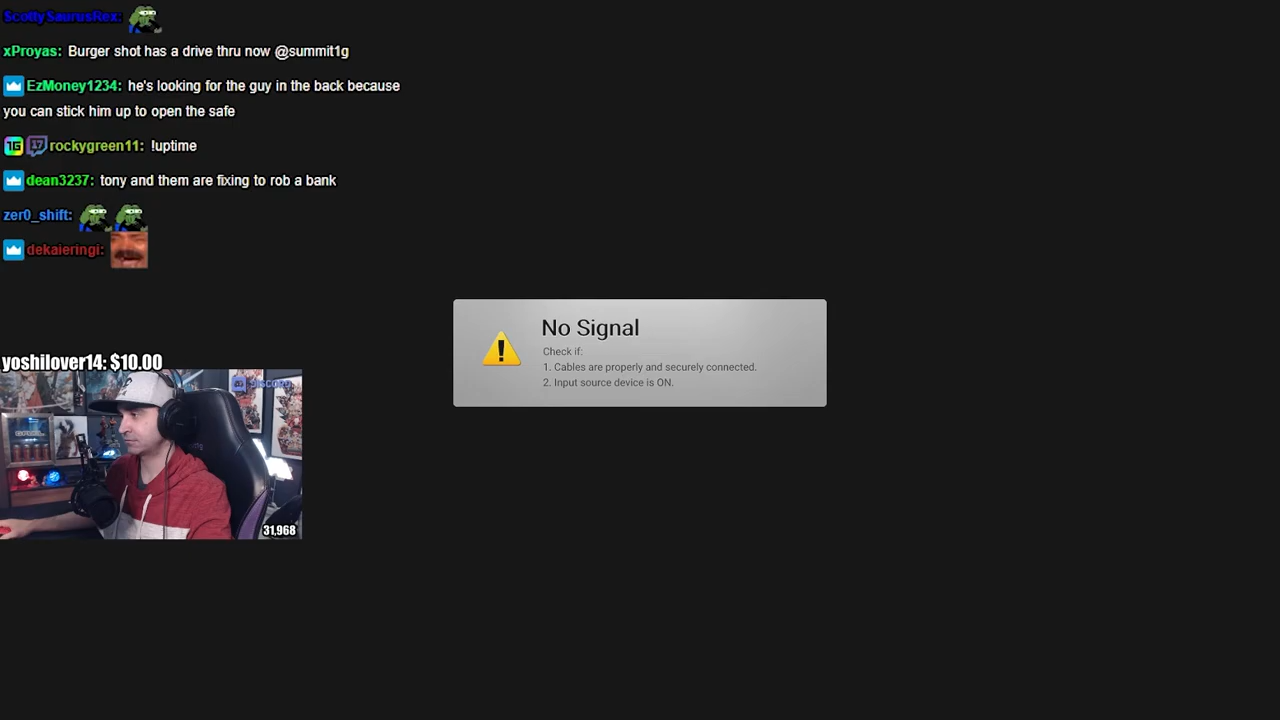 ScottySaurusRex:
xProyas: Burger shot has a drive thru now @summit1g
EzMoney1234: he's looking for the guy in the back because
you can stick him up to open the safe
1G 17 rockygreen11: !uptime
dean3237: tony and them are fixing to rob a bank
zer0_shift:
dekaieringi:
No Signal
Check if:
1. Cables are properly and securely connected.
2. Input source device is ON.
yoshilover14: $10.00
DISCORD
31,968